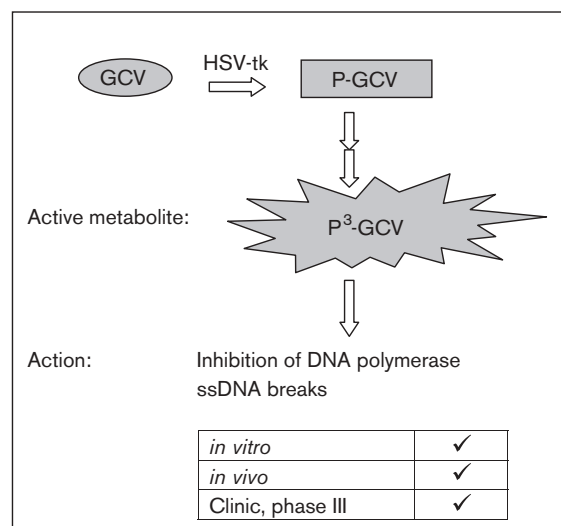 HSV-tk
GCV
P-GCV
Active metabolite:
P³-GCV
Action:
Inhibition of DNA polymerase
ssDNA breaks
in vitro ✓
in vivo ✓
Clinic, phase III ✓